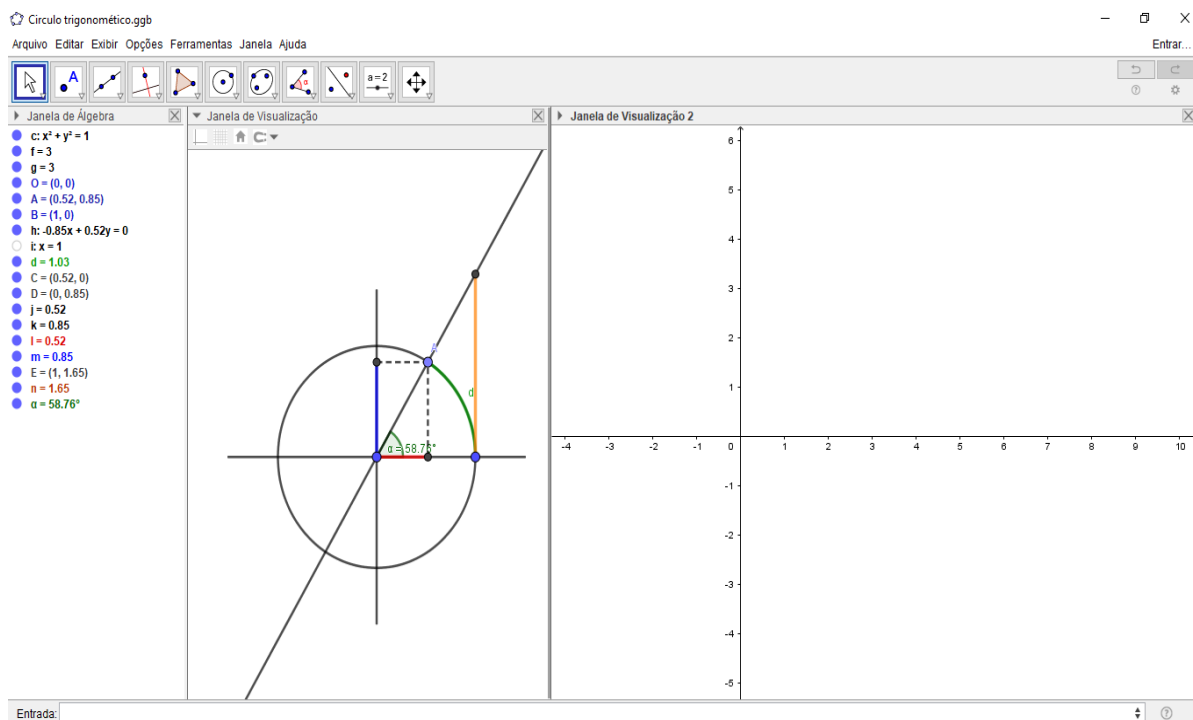 Circulo trigonométrico.ggb
Arquivo Editar Exibir Opções Ferramentas Janela Ajuda
Entrar...
A
α
a = 2
Janela de Álgebra
Janela de Visualização
Janela de Visualização 2
c: x² + y² = 1
f = 3
g = 3
O = (0, 0)
A = (0.52, 0.85)
B = (1, 0)
h: -0.85x + 0.52y = 0
i: x = 1
d = 1.03
C = (0.52, 0)
D = (0, 0.85)
j = 0.52
k = 0.85
l = 0.52
m = 0.85
E = (1, 1.65)
n = 1.65
α = 58.76°
d
α = 58.76°
6
5
4
3
2
1
-4 -3 -2 -1 0 1 2 3 4 5 6 7 8 9 10
-1
-2
-3
-4
-5
Entrada: